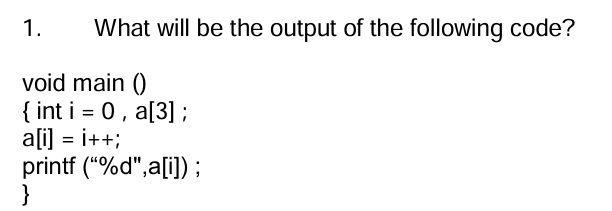 1. What will be the output of the following code?
void main ()
{ int i = 0 , a[3] ;
a[i] = i++;
printf (“%d",a[i]) ;
}